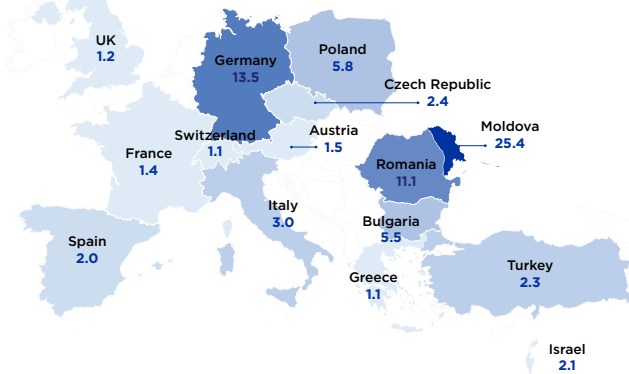 UK
1.2
Germany
13.5
Poland
5.8
Czech Republic
2.4
Switzerland
1.1
Austria
1.5
Moldova
25.4
France
1.4
Romania
11.1
Italy
3.0
Bulgaria
5.5
Spain
2.0
Greece
1.1
Turkey
2.3
Israel
2.1